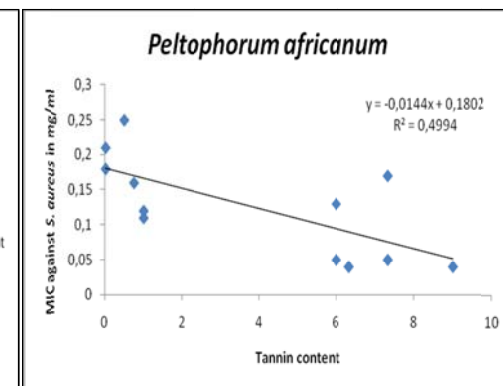 Peltophorum africanum
y = -0,0144x + 0,1802
R² = 0,4994
MIC against S. aureus in mg/ml
0,3
0,25
0,2
0,15
0,1
0,05
0
0 2 4 6 8 10
Tannin content